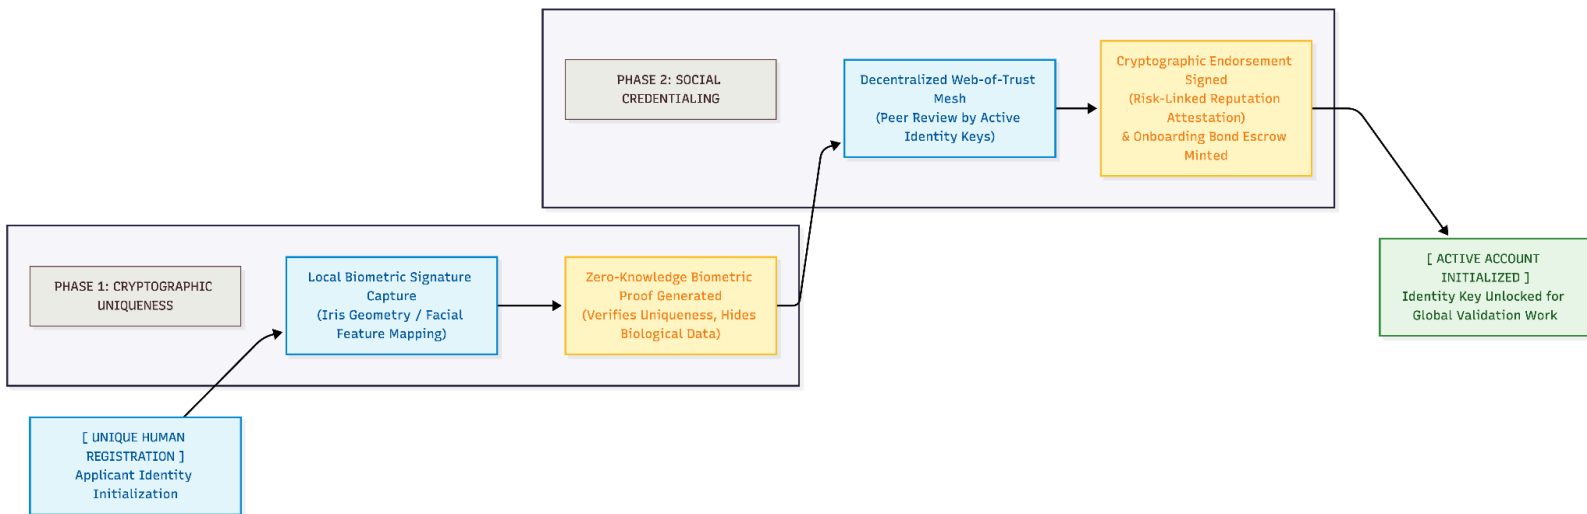 PHASE 2: SOCIAL
CREDENTIALING
Decentralized Web-of-Trust
Mesh
(Peer Review by Active
Identity Keys)
Cryptographic Endorsement
Signed
(Risk-Linked Reputation
Attestation)
& Onboarding Bond Escrow
Minted
PHASE 1: CRYPTOGRAPHIC
UNIQUENESS
Local Biometric Signature
Capture
(Iris Geometry / Facial
Feature Mapping)
Zero-Knowledge Biometric
Proof Generated
(Verifies Uniqueness, Hides
Biological Data)
[ ACTIVE ACCOUNT
INITIALIZED ]
Identity Key Unlocked for
Global Validation Work
[ UNIQUE HUMAN
REGISTRATION ]
Applicant Identity
Initialization